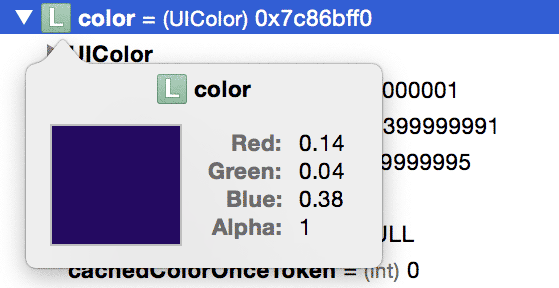 L color = (UIColor) 0x7c86bff0
UIColor
L color
000001
Red: 0.14
399999991
Green: 0.04
9999995
Blue: 0.38
Alpha: 1
ULL
cachedColorOnceToken = (int) 0